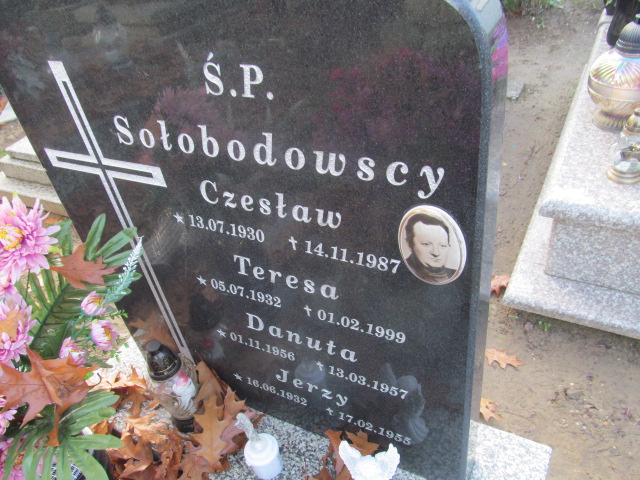 Ś.P.
Sołobodowscy
Czesław
★ 13.07.1930 ✝ 14.11.1987
Teresa
★ 05.07.1932 ✝ 01.02.1999
Danuta
★ 01.11.1956 ✝ 13.03.1957
Jerzy
★ 16.06.1932 ✝ 17.02.1955